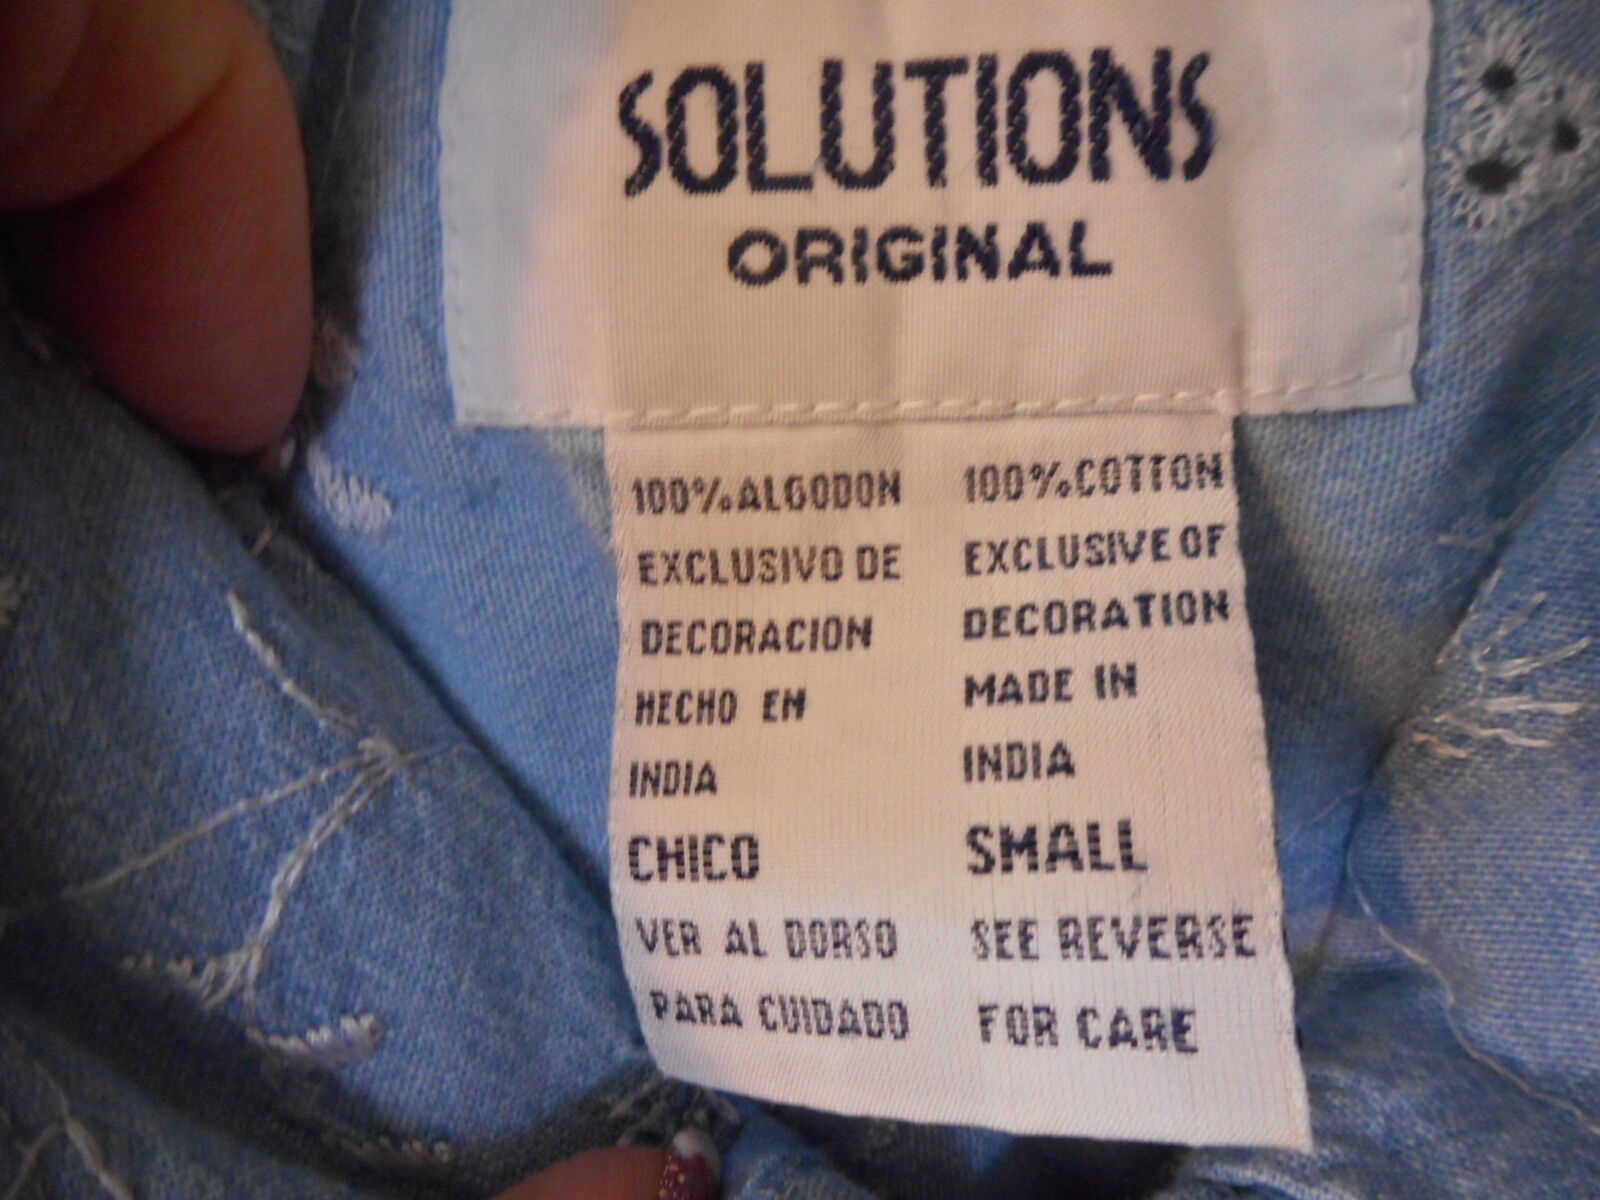 SOLUTIONS
ORIGINAL
100%ALGODON
EXCLUSIVO DE
DECORACION
HECHO EN
INDIA
CHICO
VER AL DORSO
PARA CUIDADO
100%COTTON
EXCLUSIVE OF
DECORATION
MADE IN
INDIA
SMALL
SEE REVERSE
FOR CARE